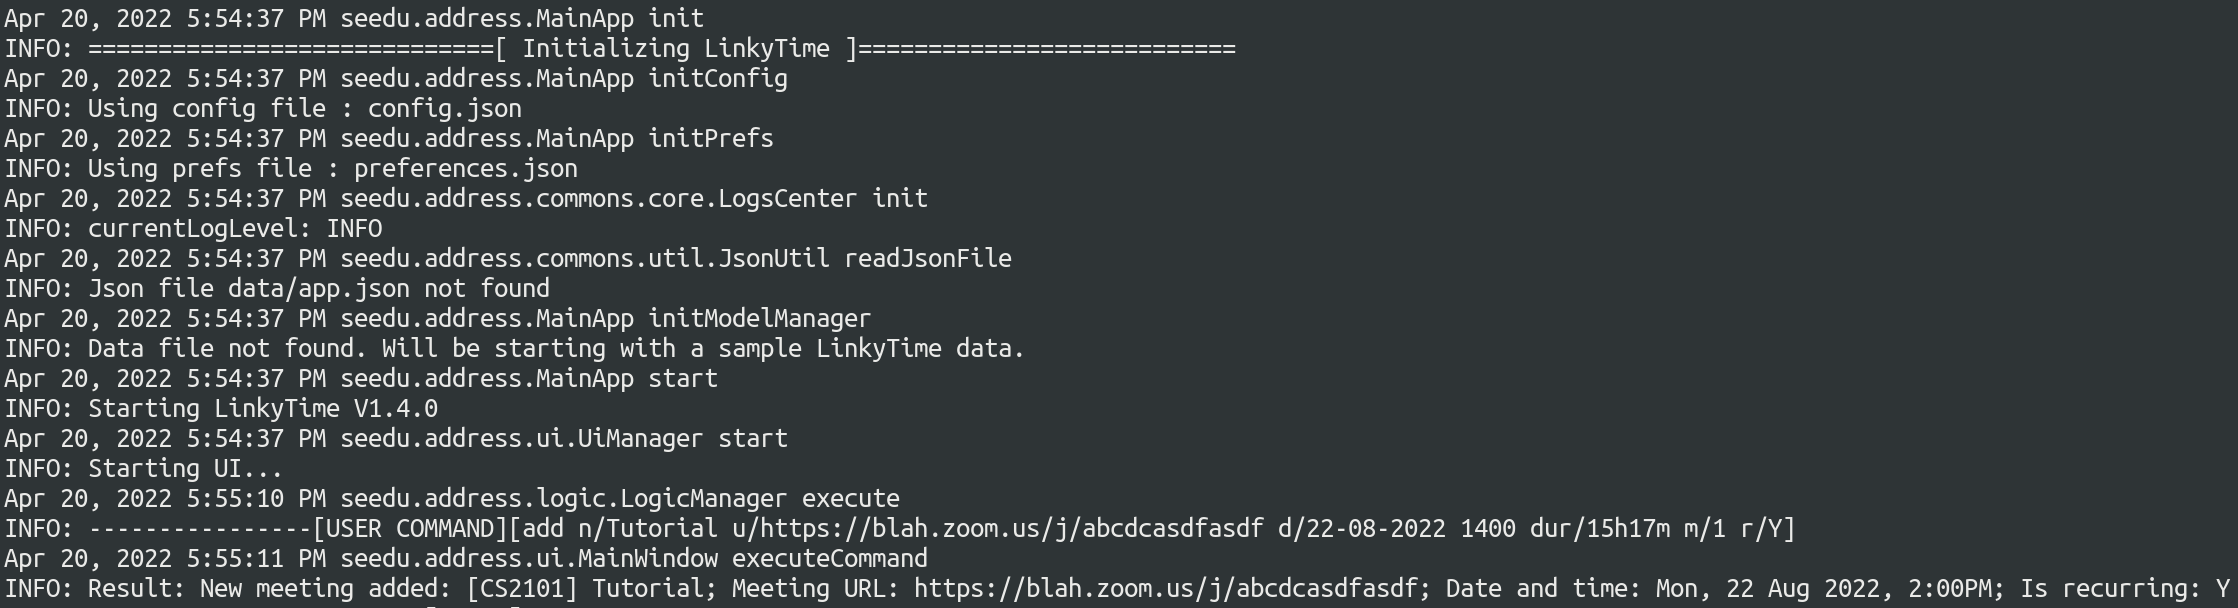 Apr 20, 2022 5:54:37 PM seedu.address.MainApp init
INFO: =============================[ Initializing LinkyTime ]===========================
Apr 20, 2022 5:54:37 PM seedu.address.MainApp initConfig
INFO: Using config file : config.json
Apr 20, 2022 5:54:37 PM seedu.address.MainApp initPrefs
INFO: Using prefs file : preferences.json
Apr 20, 2022 5:54:37 PM seedu.address.commons.core.LogsCenter init
INFO: currentLogLevel: INFO
Apr 20, 2022 5:54:37 PM seedu.address.commons.util.JsonUtil readJsonFile
INFO: Json file data/app.json not found
Apr 20, 2022 5:54:37 PM seedu.address.MainApp initModelManager
INFO: Data file not found. Will be starting with a sample LinkyTime data.
Apr 20, 2022 5:54:37 PM seedu.address.MainApp start
INFO: Starting LinkyTime V1.4.0
Apr 20, 2022 5:54:37 PM seedu.address.ui.UiManager start
INFO: Starting UI...
Apr 20, 2022 5:55:10 PM seedu.address.logic.LogicManager execute
INFO: ----------------[USER COMMAND][add n/Tutorial u/https://blah.zoom.us/j/abcdcasdfasdf d/22-08-2022 1400 dur/15h17m m/1 r/Y]
Apr 20, 2022 5:55:11 PM seedu.address.ui.MainWindow executeCommand
INFO: Result: New meeting added: [CS2101] Tutorial; Meeting URL: https://blah.zoom.us/j/abcdcasdfasdf; Date and time: Mon, 22 Aug 2022, 2:00PM; Is recurring: Y